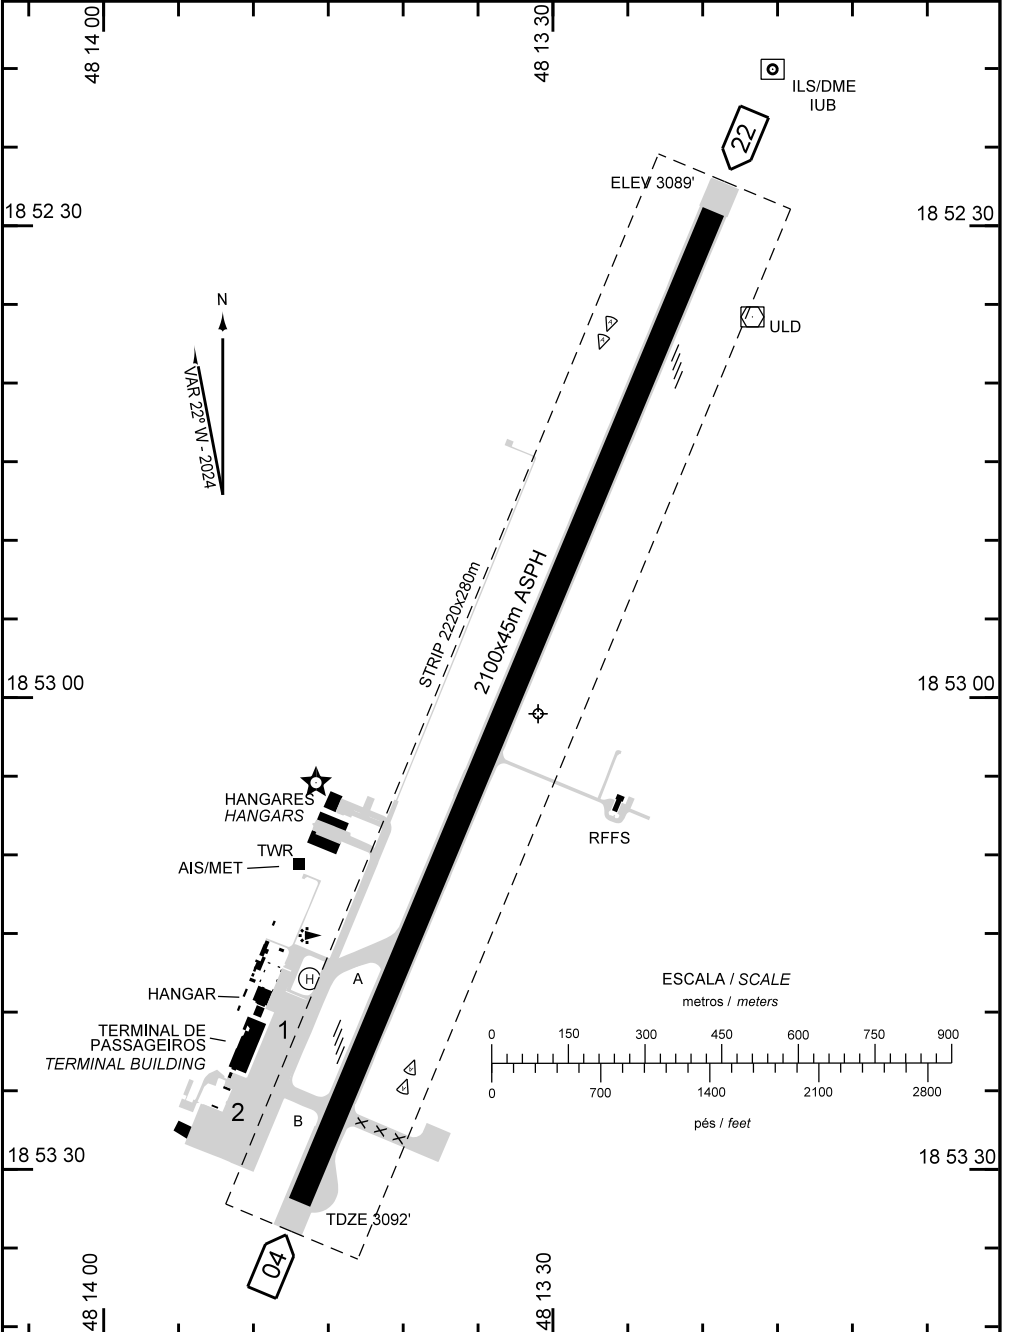 48 14 00
48 13 30
ILS/DME
IUB
22
ELEV 3089'
18 52 30
18 52 30
N
ULD
VAR 22° W - 2024
STRIP 2220x280m
2100x45m ASPH
18 53 00
18 53 00
HANGARES
HANGARS
TWR
AIS/MET
RFFS
H
A
HANGAR
ESCALA / SCALE
metros / meters
1
TERMINAL DE
PASSAGEIROS
TERMINAL BUILDING
0 150 300 450 600 750 900
0 700 1400 2100 2800
pés / feet
2
B
X X X
18 53 30
18 53 30
TDZE 3092'
04
48 14 00
48 13 30